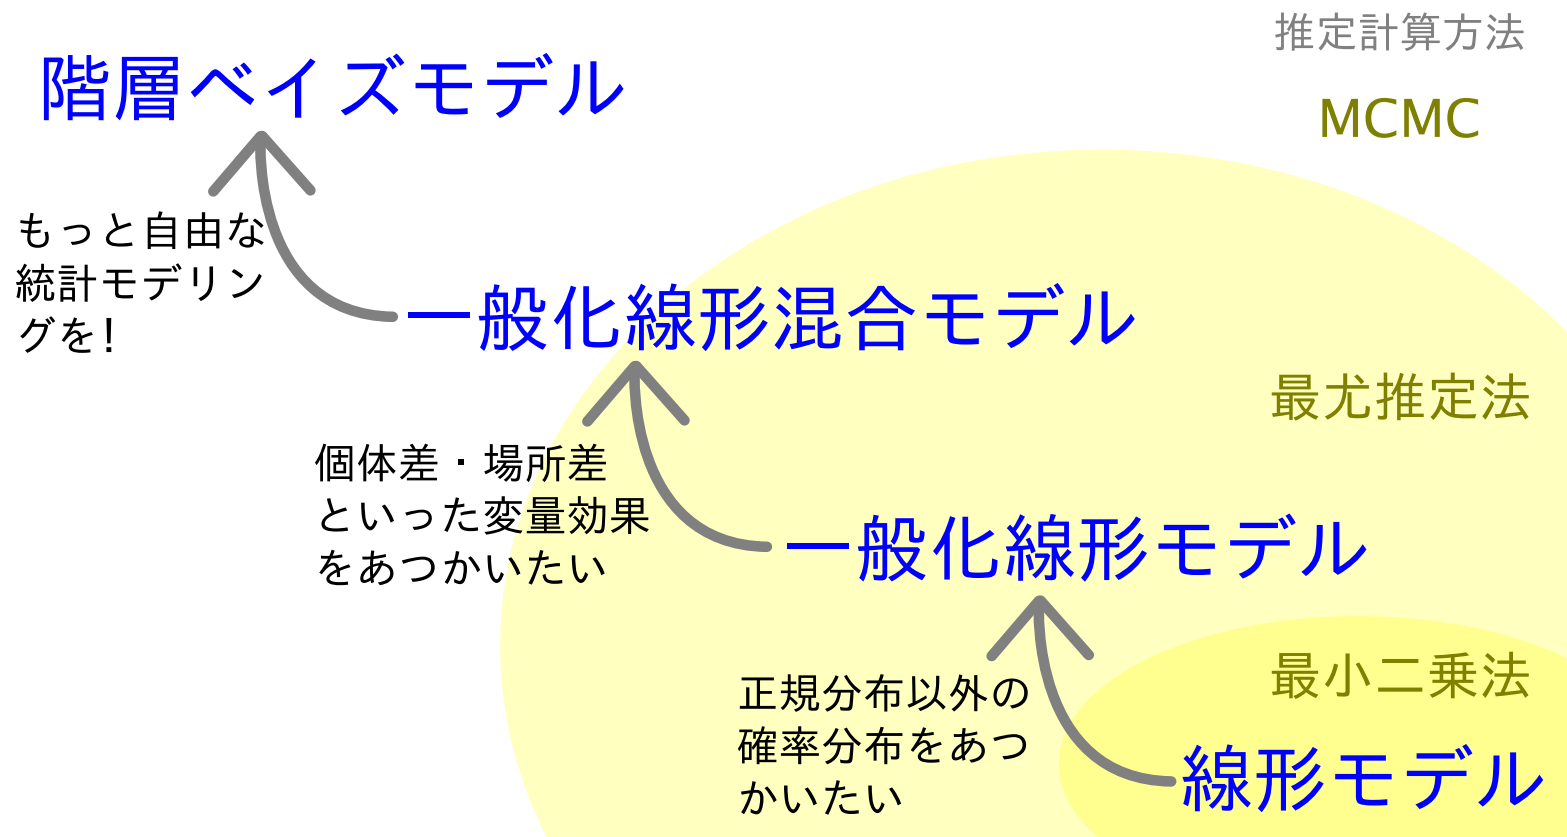 推定計算方法
階層ベイズモデル
MCMC
もっと自由な
統計モデリン
グを!
一般化線形混合モデル
最尤推定法
個体差・場所差
といった変量効果
をあつかいたい
一般化線形モデル
最小二乗法
正規分布以外の
確率分布をあつ
かいたい
線形モデル